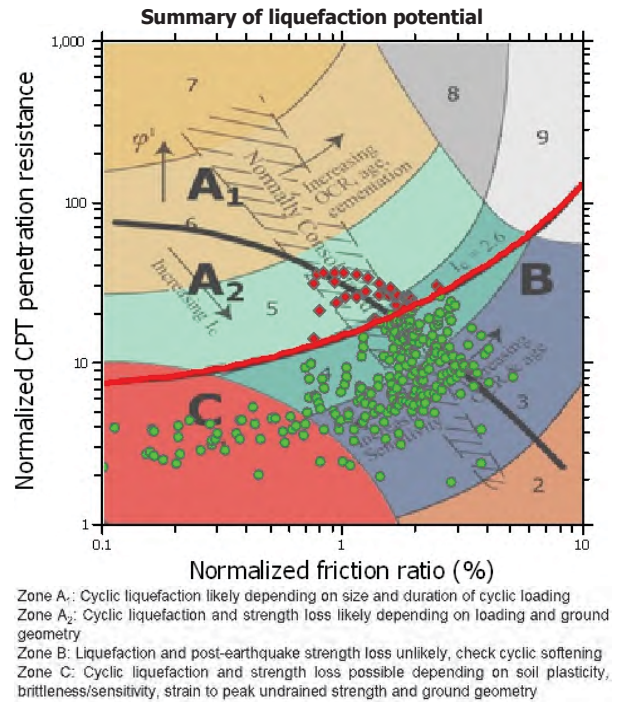 Summary of liquefaction potential
1,000
7
8
9
φ'
Increasing
OCR, age,
cementation
Normally
A1
100
6
Ic = 2.6
A2
B
Increasing Ic
5
10
4
C
OCR & age
3
Sensitivity
2
1
0.1
1
10
Normalized CPT penetration resistance
Normalized friction ratio (%)
Zone A1: Cyclic liquefaction likely depending on size and duration of cyclic loading
Zone A2: Cyclic liquefaction and strength loss likely depending on loading and ground
geometry
Zone B: Liquefaction and post-earthquake strength loss unlikely, check cyclic softening
Zone C: Cyclic liquefaction and strength loss possible depending on soil plasticity,
brittleness/sensitivity, strain to peak undrained strength and ground geometry